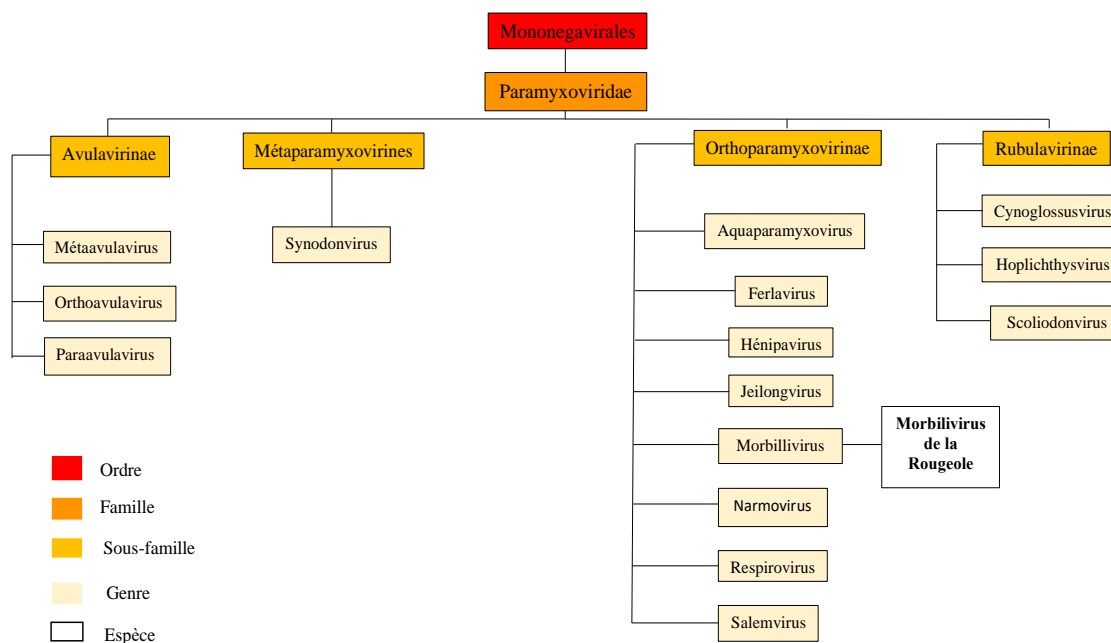 Mononegavirales
Paramyxoviridae
Avulavirinae
Métaparamyxovirines
Orthoparamyxovirinae
Rubulavirinae
Métaavulavirus
Orthoavulavirus
Paraavulavirus
Synodonvirus
Aquaparamyxovirus
Ferlavirus
Hénipavirus
Jeilongvirus
Morbillivirus
Narmovirus
Respirovirus
Salemvirus
Morbilivirus
de la
Rougeole
Cynoglossusvirus
Hoplichthysvirus
Scoliodonvirus
Ordre
Famille
Sous-famille
Genre
Espèce